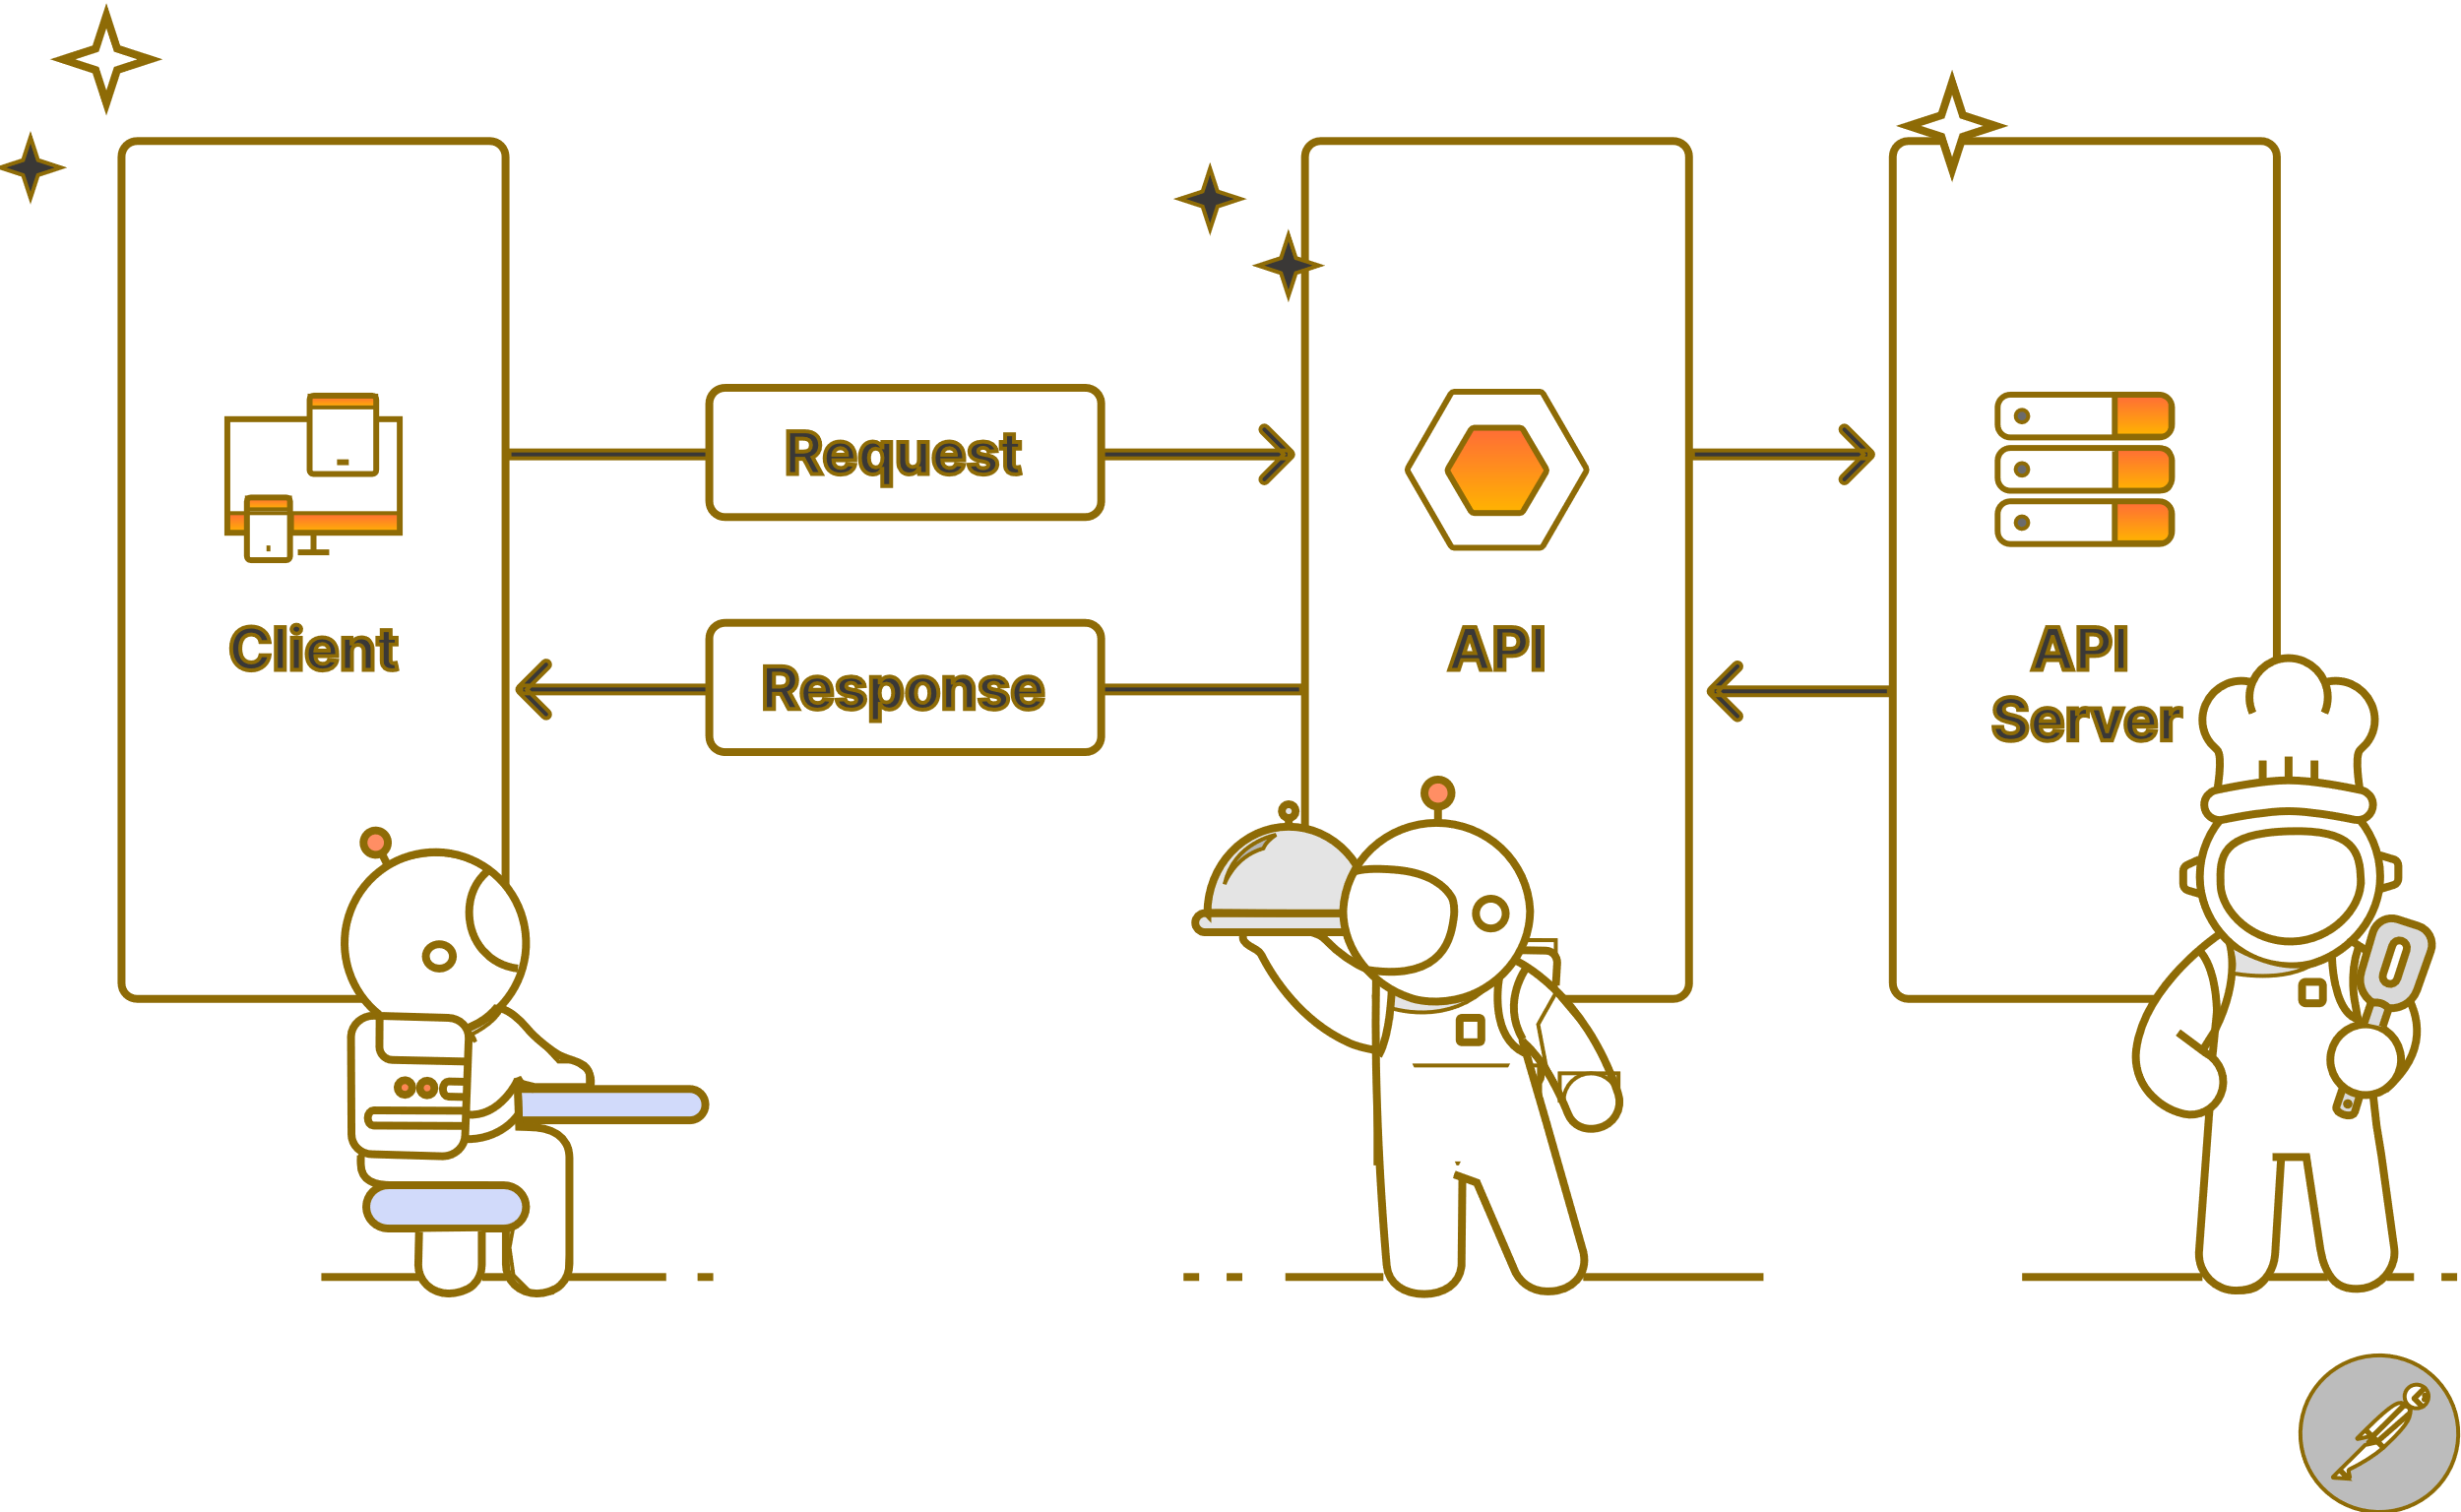 Request
Client
Response
API
API
Server